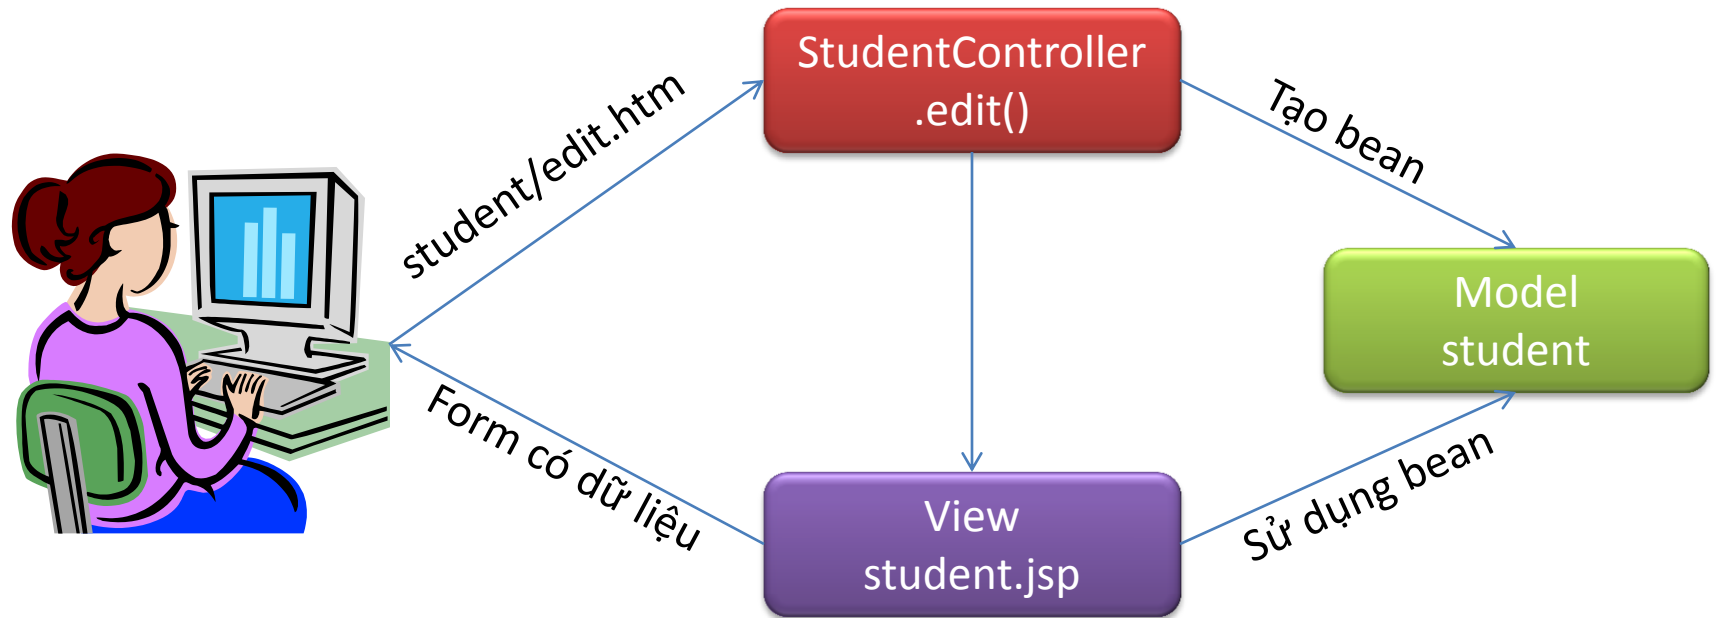 StudentController
.edit()
student/edit.htm
Tạo bean
Model
student
Form có dữ liệu
View
student.jsp
Sử dụng bean